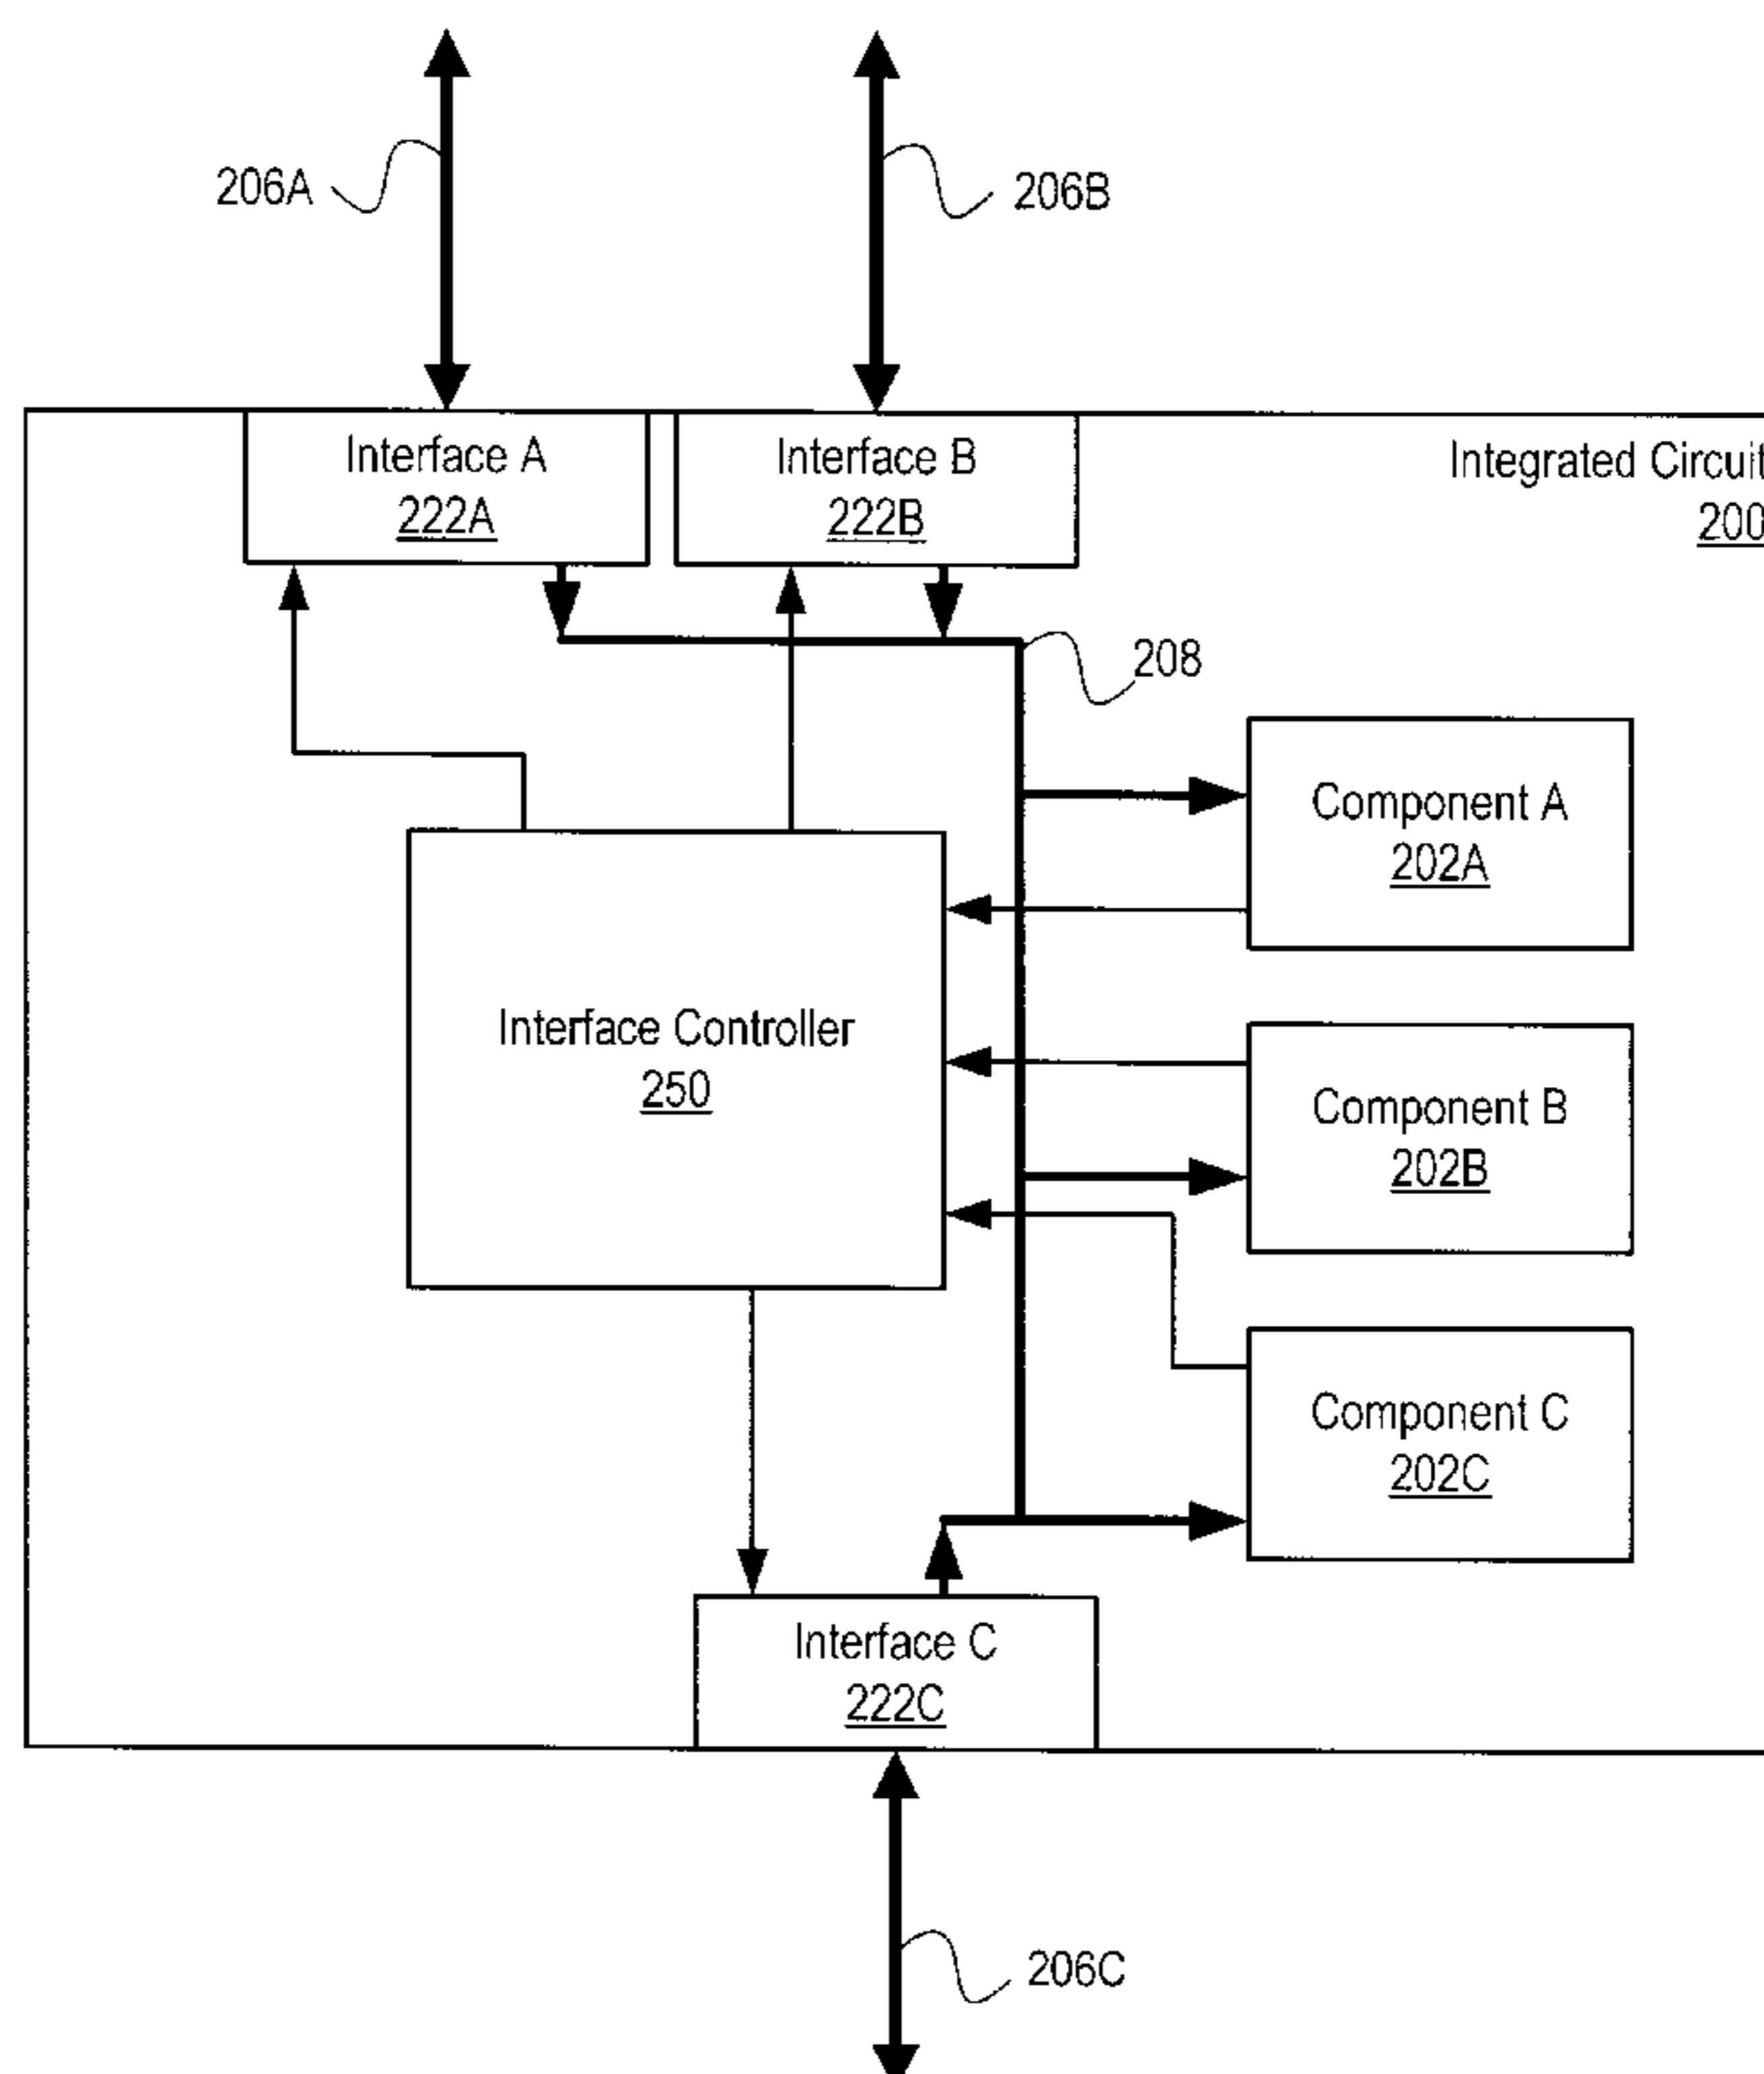 206A
206B
Interface A
222A
Interface B
222B
Integrated Circuit
200
208
Component A
202A
Interface Controller
250
Component B
202B
Component C
202C
Interface C
222C
206C